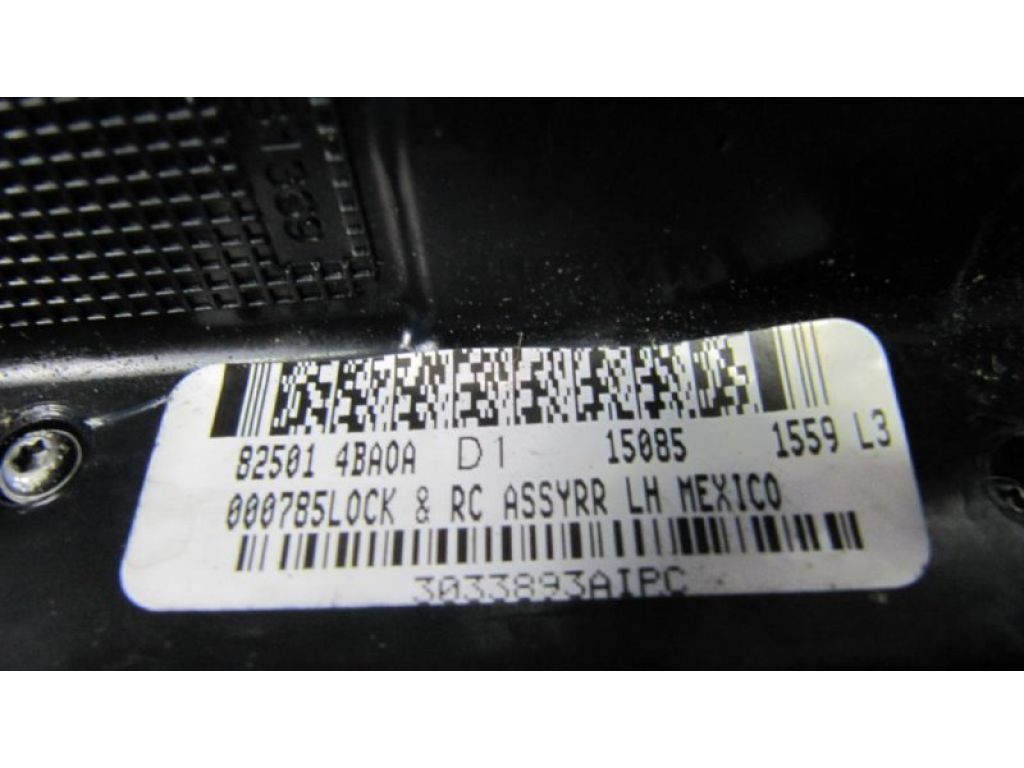 82501 4BA0A D1 15085 1559 L3
000785LOCK & RC ASSYRR LH MEXICO
3033893AIPC